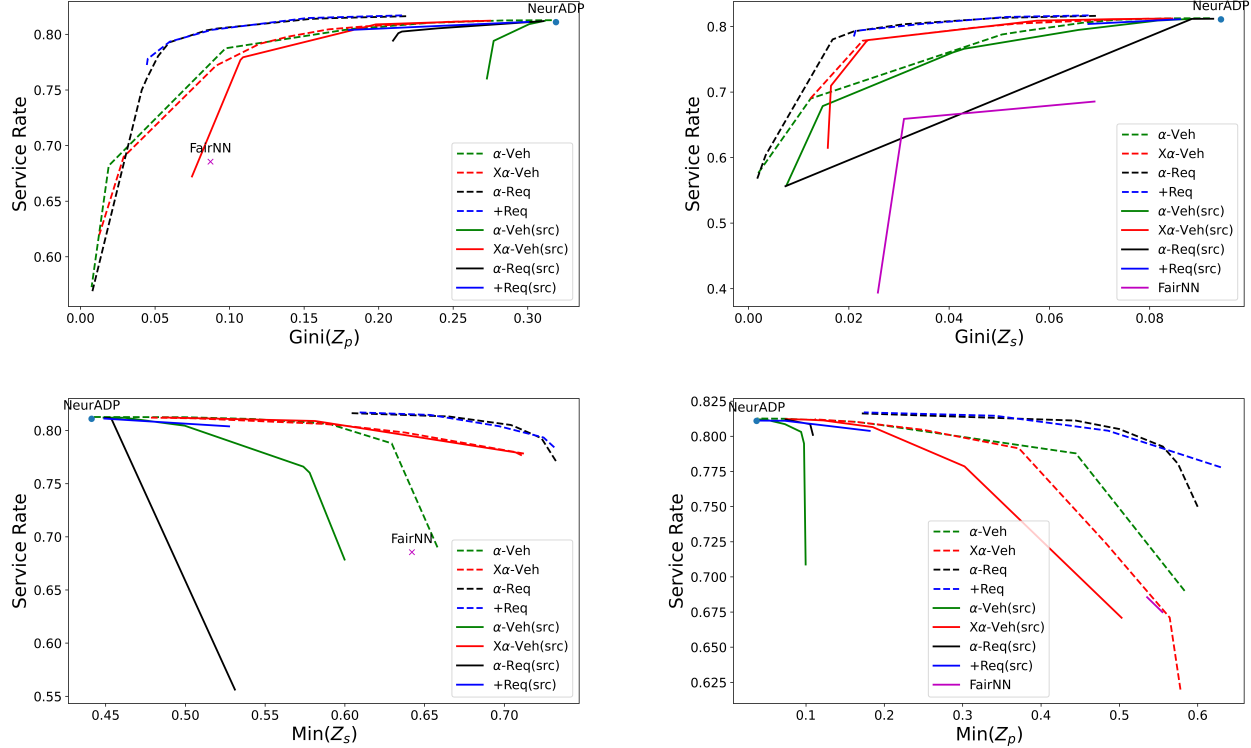 NeurADP
0.80
0.75
0.70
0.65
0.60
Service Rate
FairNN
α-Veh
Xα-Veh
α-Req
+Req
α-Veh(src)
Xα-Veh(src)
α-Req(src)
+Req(src)
0.00 0.05 0.10 0.15 0.20 0.25 0.30
Gini(Zp)
NeurADP
0.8
0.7
0.6
0.5
0.4
Service Rate
α-Veh
Xα-Veh
α-Req
+Req
α-Veh(src)
Xα-Veh(src)
α-Req(src)
+Req(src)
FairNN
0.00 0.02 0.04 0.06 0.08
Gini(Zs)
NeurADP
0.80
0.75
0.70
0.65
0.60
0.55
Service Rate
FairNN
α-Veh
Xα-Veh
α-Req
+Req
α-Veh(src)
Xα-Veh(src)
α-Req(src)
+Req(src)
0.45 0.50 0.55 0.60 0.65 0.70
Min(Zs)
NeurADP
0.825
0.800
0.775
0.750
0.725
0.700
0.675
0.650
0.625
Service Rate
α-Veh
Xα-Veh
α-Req
+Req
α-Veh(src)
Xα-Veh(src)
α-Req(src)
+Req(src)
FairNN
0.1 0.2 0.3 0.4 0.5 0.6
Min(Zp)